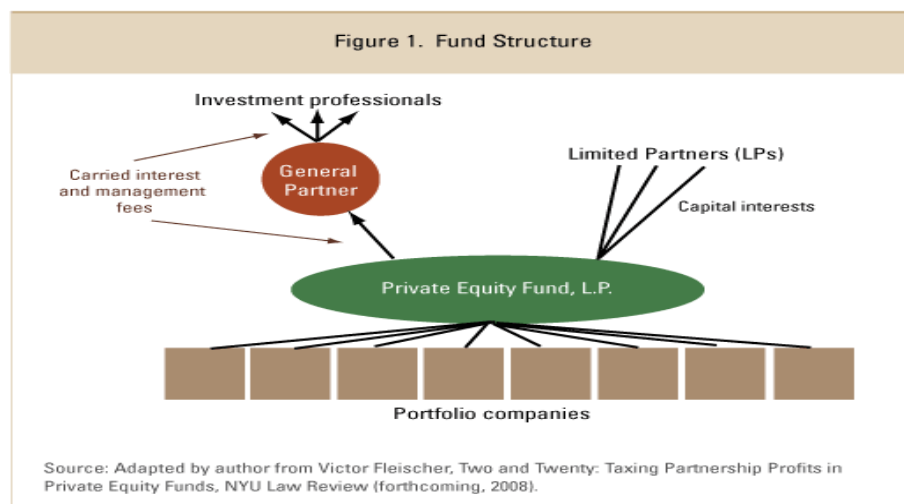 Figure 1. Fund Structure
Investment professionals
General
Partner
Carried interest
and management
fees
Limited Partners (LPs)
Capital interests
Private Equity Fund, L.P.
Portfolio companies
Source: Adapted by author from Victor Fleischer, Two and Twenty: Taxing Partnership Profits in
Private Equity Funds, NYU Law Review (forthcoming, 2008).